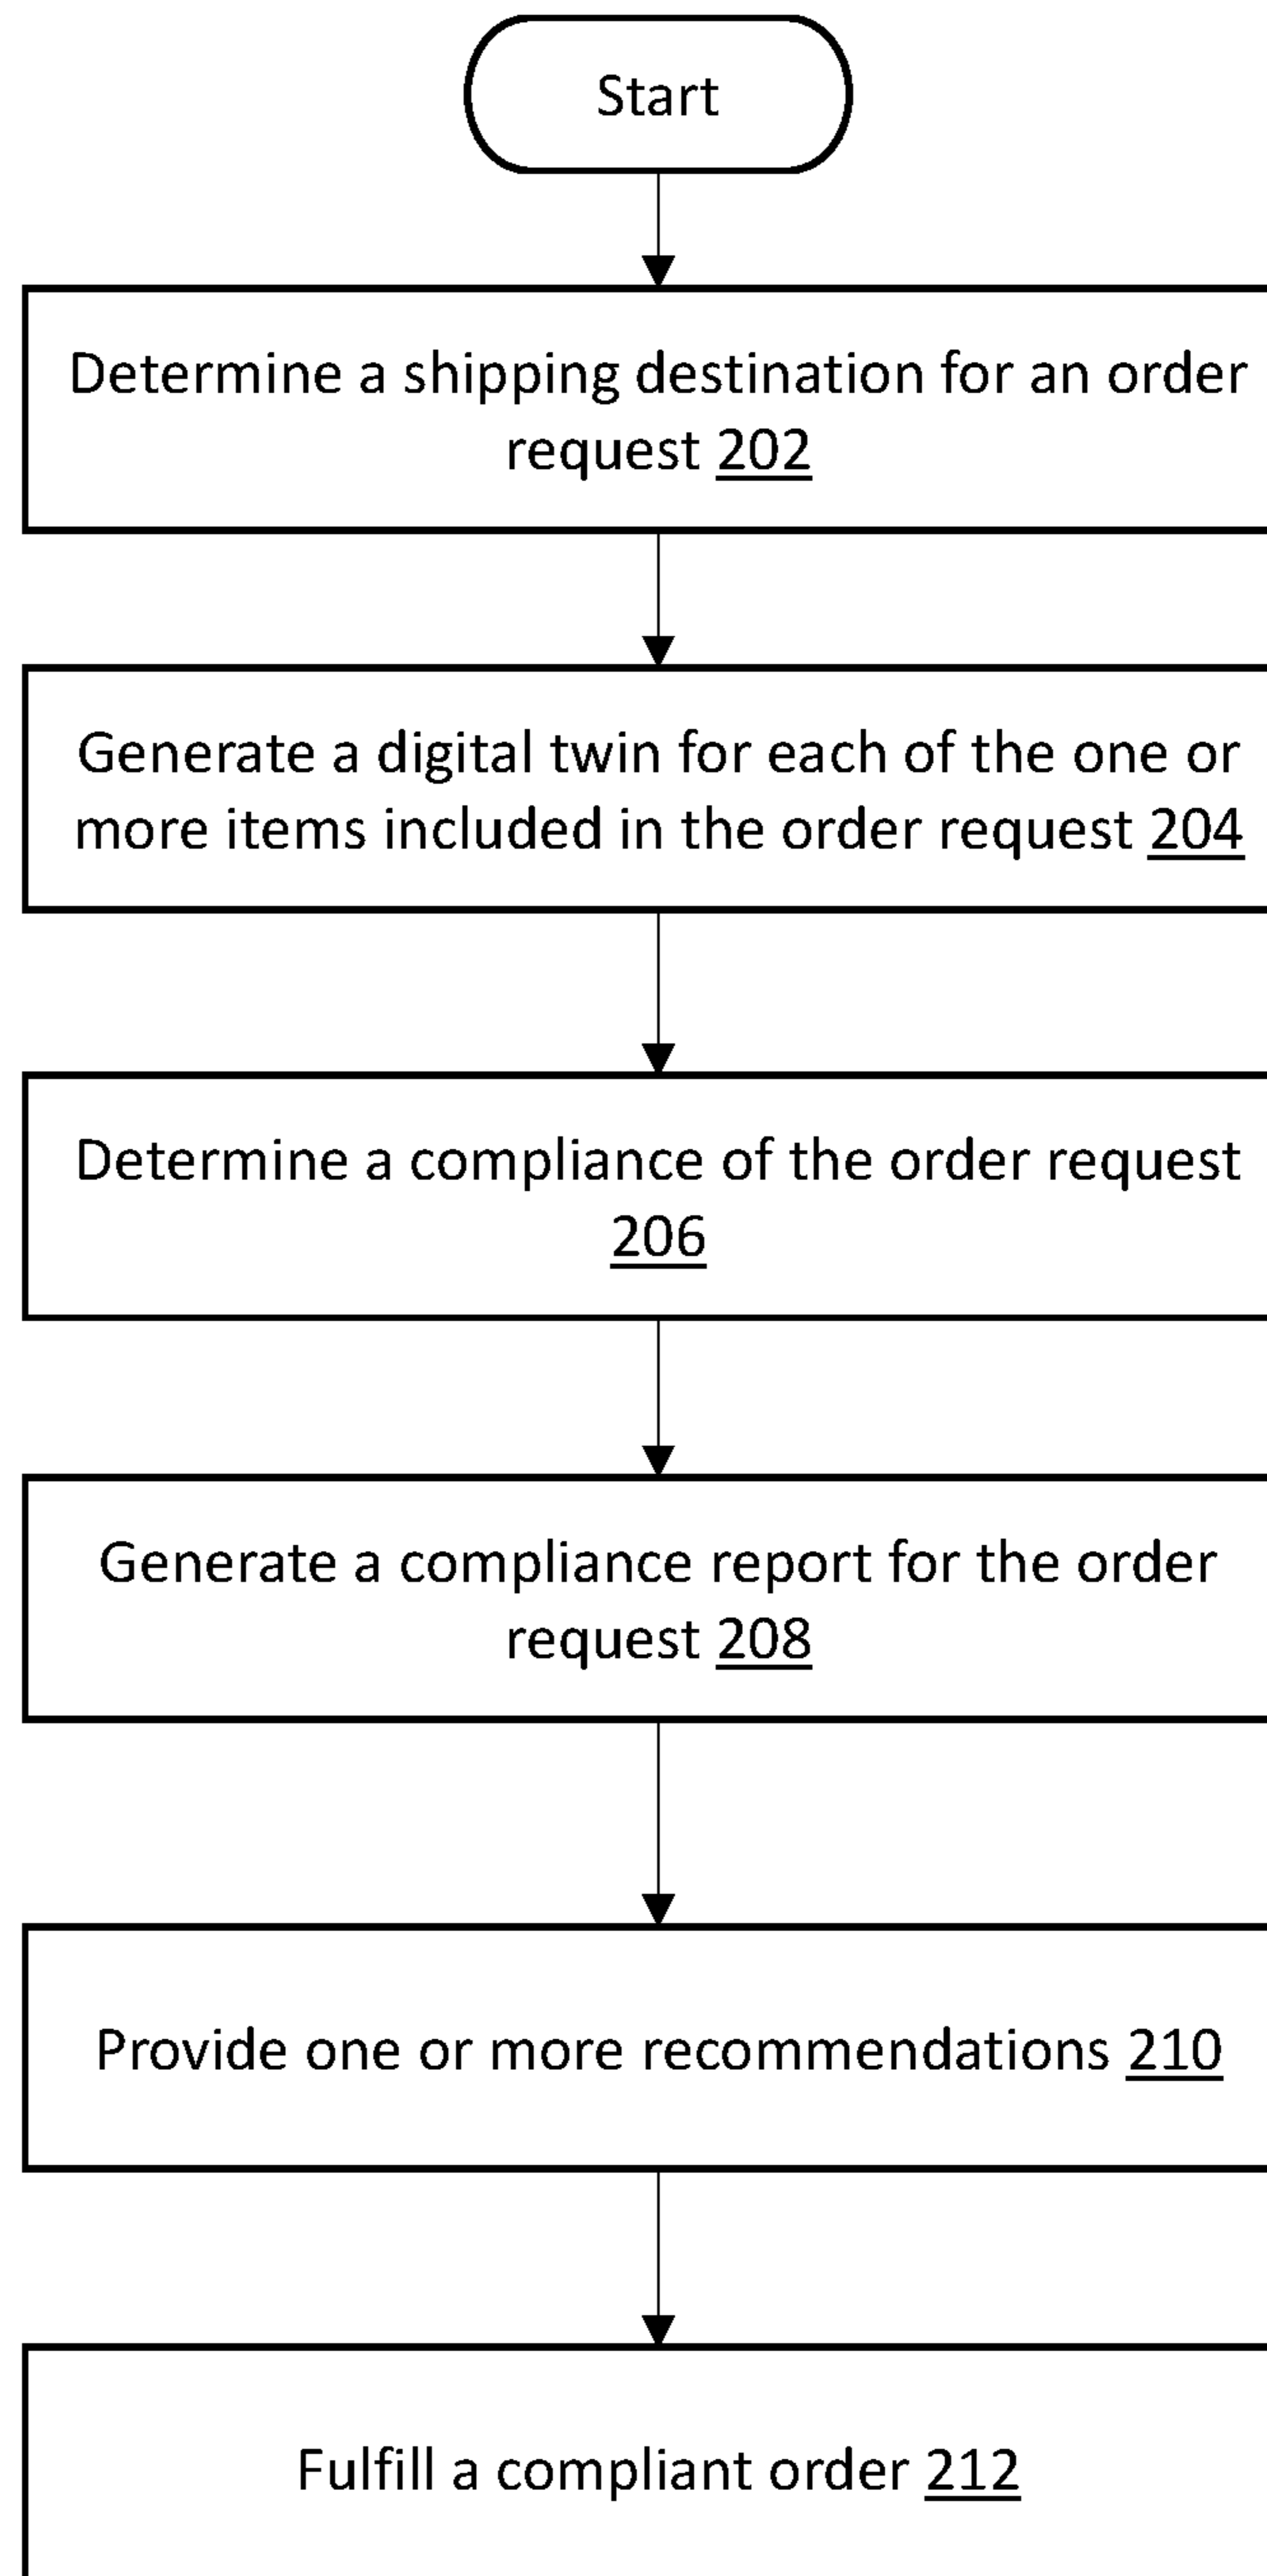 Start
Determine a shipping destination for an order
request 202
Generate a digital twin for each of the one or
more items included in the order request 204
Determine a compliance of the order request
206
Generate a compliance report for the order
request 208
Provide one or more recommendations 210
Fulfill a compliant order 212